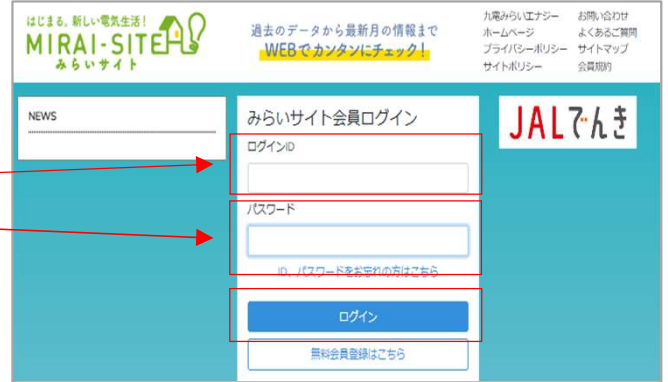 はじまる。新しい電気生活!
MIRAI-SITE
みらいサイト
過去のデータから最新月の情報まで
WEBでカンタンにチェック!
九電みらいエナジー
ホームページ
プライバシーポリシー
サイトポリシー
お問い合わせ
よくあるご質問
サイトマップ
会員規約
NEWS
みらいサイト会員ログイン
ログインID
パスワード
ID、パスワードをお忘れの方はこちら
ログイン
無料会員登録はこちら
JALでんき